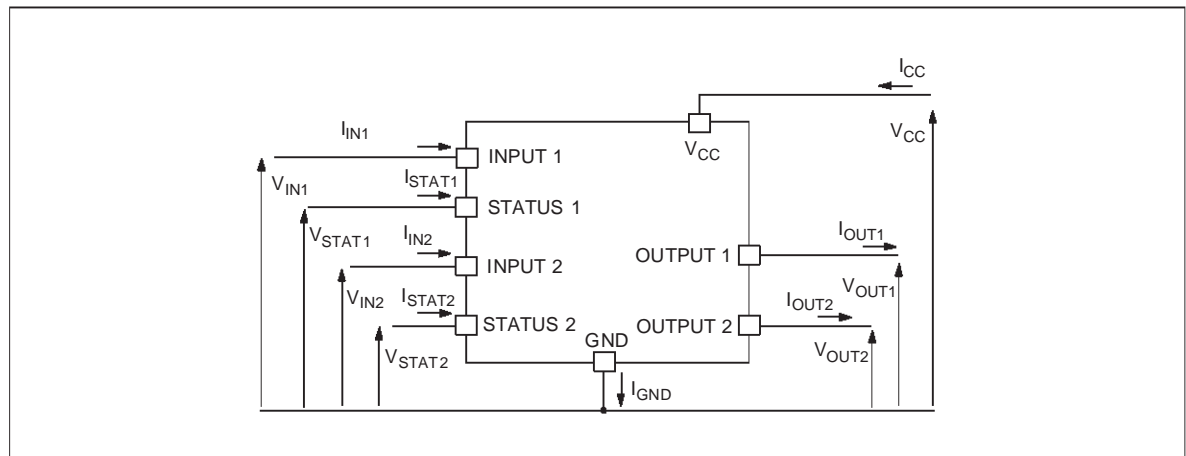 I_CC
V_CC
V_CC
I_IN1
INPUT 1
V_IN1
I_STAT1
STATUS 1
V_STAT1
I_IN2
INPUT 2
OUTPUT 1
I_OUT1
V_IN2
V_OUT1
I_STAT2
STATUS 2
OUTPUT 2
I_OUT2
GND
V_STAT2
V_OUT2
I_GND